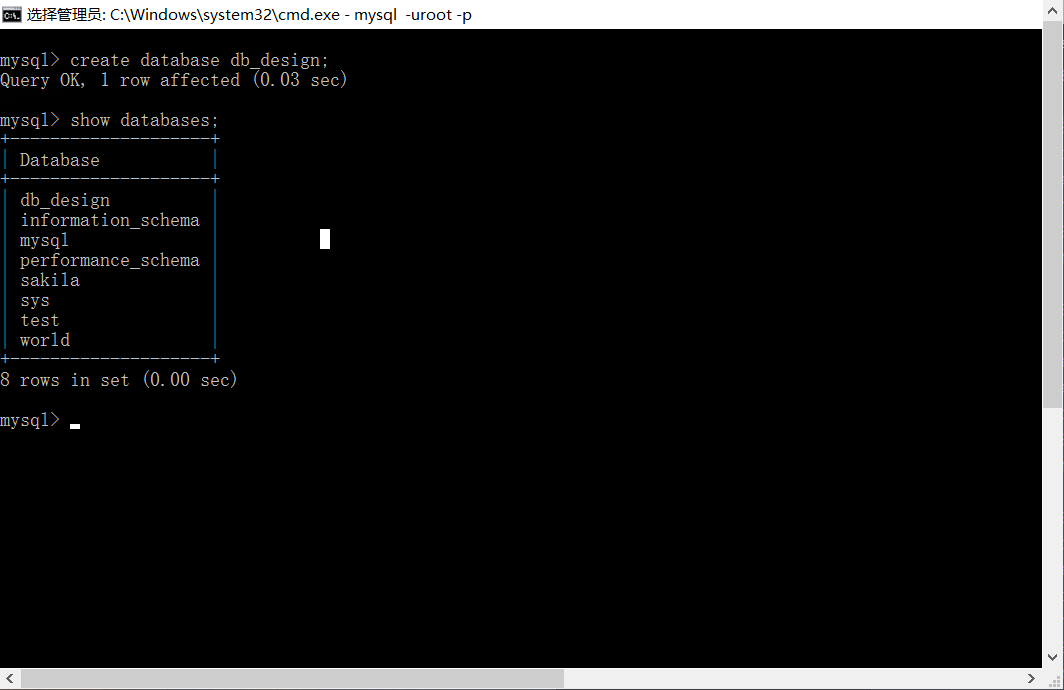 选择管理员: C:\Windows\system32\cmd.exe - mysql  -uroot -p
mysql> create database db_design;
Query OK, 1 row affected (0.03 sec)
mysql> show databases;
+--------------------+
| Database           |
+--------------------+
| db_design          |
| information_schema |
| mysql              |
| performance_schema |
| sakila             |
| sys                |
| test               |
| world              |
+--------------------+
8 rows in set (0.00 sec)
mysql>